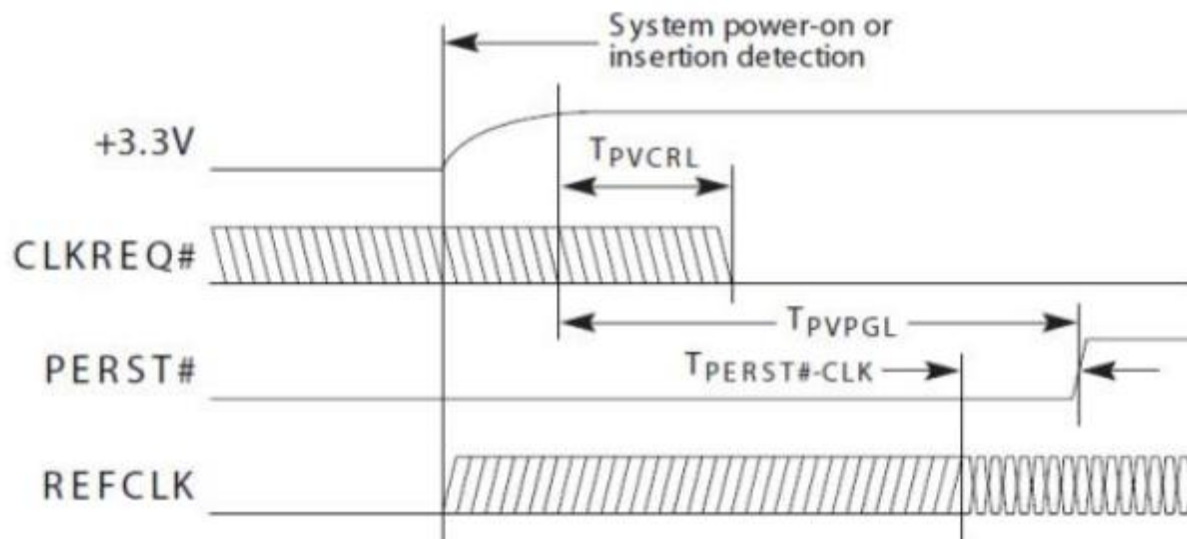 System power-on or
insertion detection
+3.3V
TPVCRL
CLKREQ#
TPVPGL
PERST#
TPERST#-CLK
REFCLK